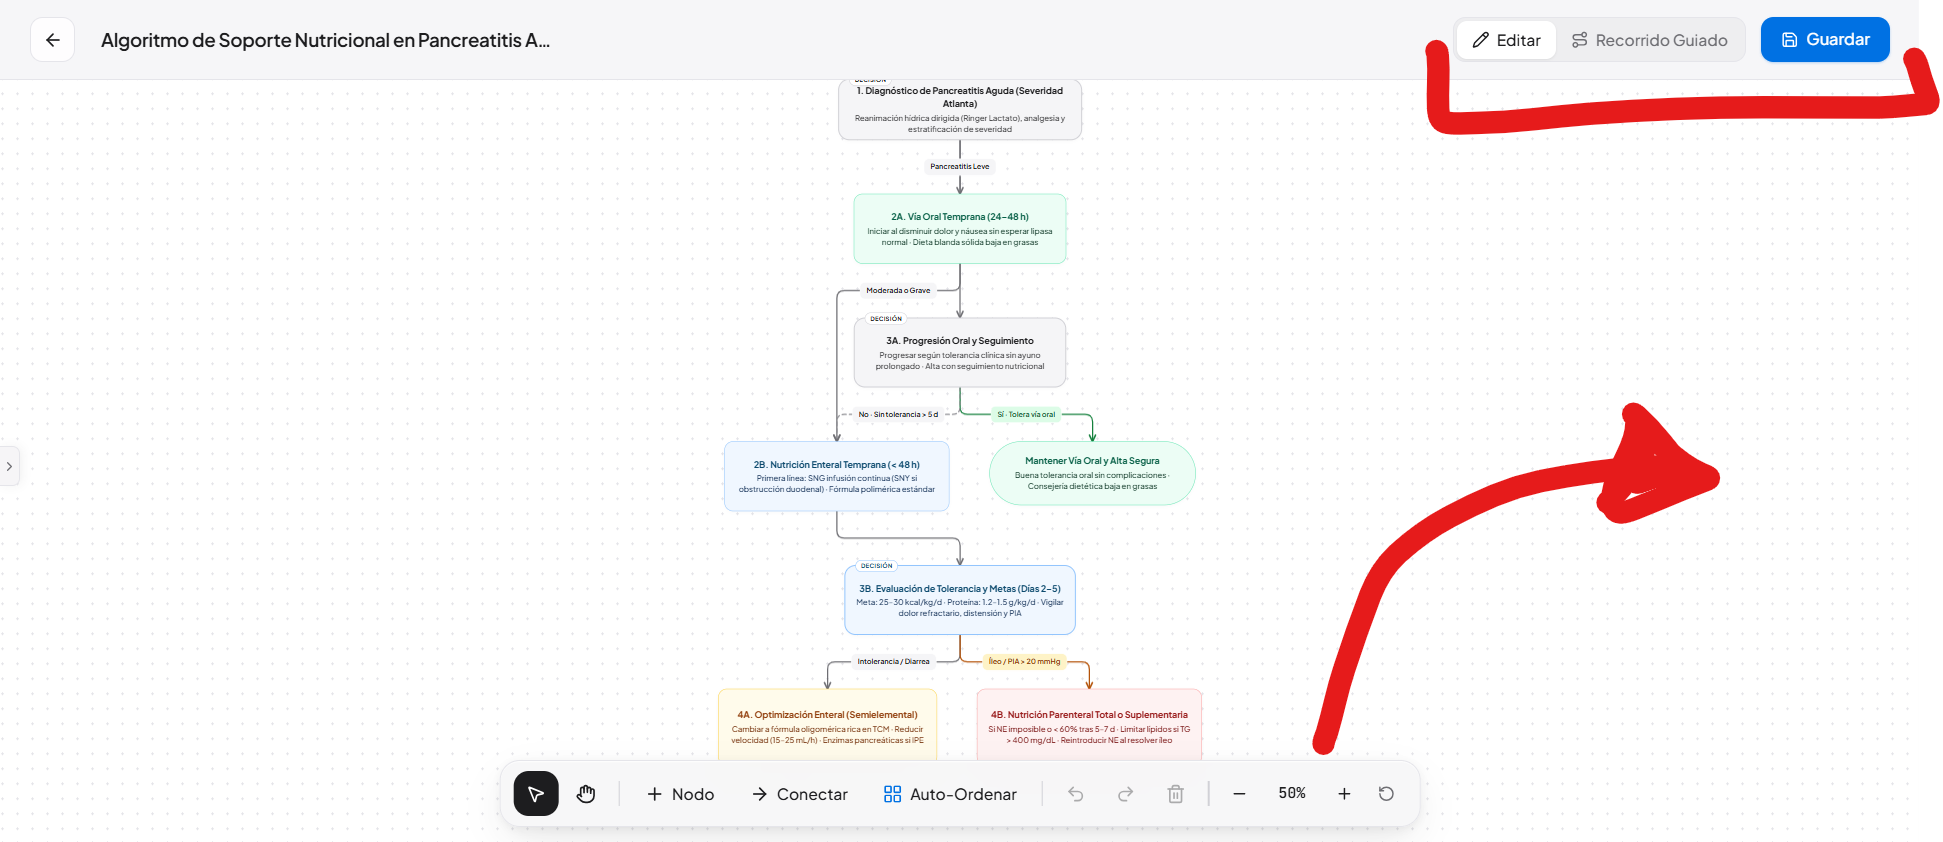 Algoritmo de Soporte Nutricional en Pancreatitis A...
Editar
Recorrido Guiado
Guardar
DECISIÓN
1. Diagnóstico de Pancreatitis Aguda (Severidad
Atlanta)
Reanimación hídrica dirigida (Ringer Lactato), analgesia y
estratificación de severidad
Pancreatitis Leve
2A. Vía Oral Temprana (24–48 h)
Iniciar al disminuir dolor y náusea sin esperar lipasa
normal · Dieta blanda sólida baja en grasas
Moderada o Grave
DECISIÓN
3A. Progresión Oral y Seguimiento
Progresar según tolerancia clínica sin ayuno
prolongado · Alta con seguimiento nutricional
No · Sin tolerancia > 5 d
Sí · Tolera vía oral
2B. Nutrición Enteral Temprana (< 48 h)
Primera línea: SNG infusión continua (SNY si
obstrucción duodenal) · Fórmula polimérica estándar
Mantener Vía Oral y Alta Segura
Buena tolerancia oral sin complicaciones ·
Consejería dietética baja en grasas
DECISIÓN
3B. Evaluación de Tolerancia y Metas (Días 2–5)
Meta: 25–30 kcal/kg/d · Proteína: 1.2–1.5 g/kg/d · Vigilar
dolor refractario, distensión y PIA
Intolerancia / Diarrea
Íleo / PIA > 20 mmHg
4A. Optimización Enteral (Semielemental)
Cambiar a fórmula oligomérica rica en TCM · Reducir
velocidad (15–25 mL/h) · Enzimas pancreáticas si IPE
4B. Nutrición Parenteral Total o Suplementaria
Si NE imposible o < 60% tras 5–7 d · Limitar lípidos si TG
> 400 mg/dL · Reintroducir NE al resolver íleo
Nodo
Conectar
Auto-Ordenar
50%